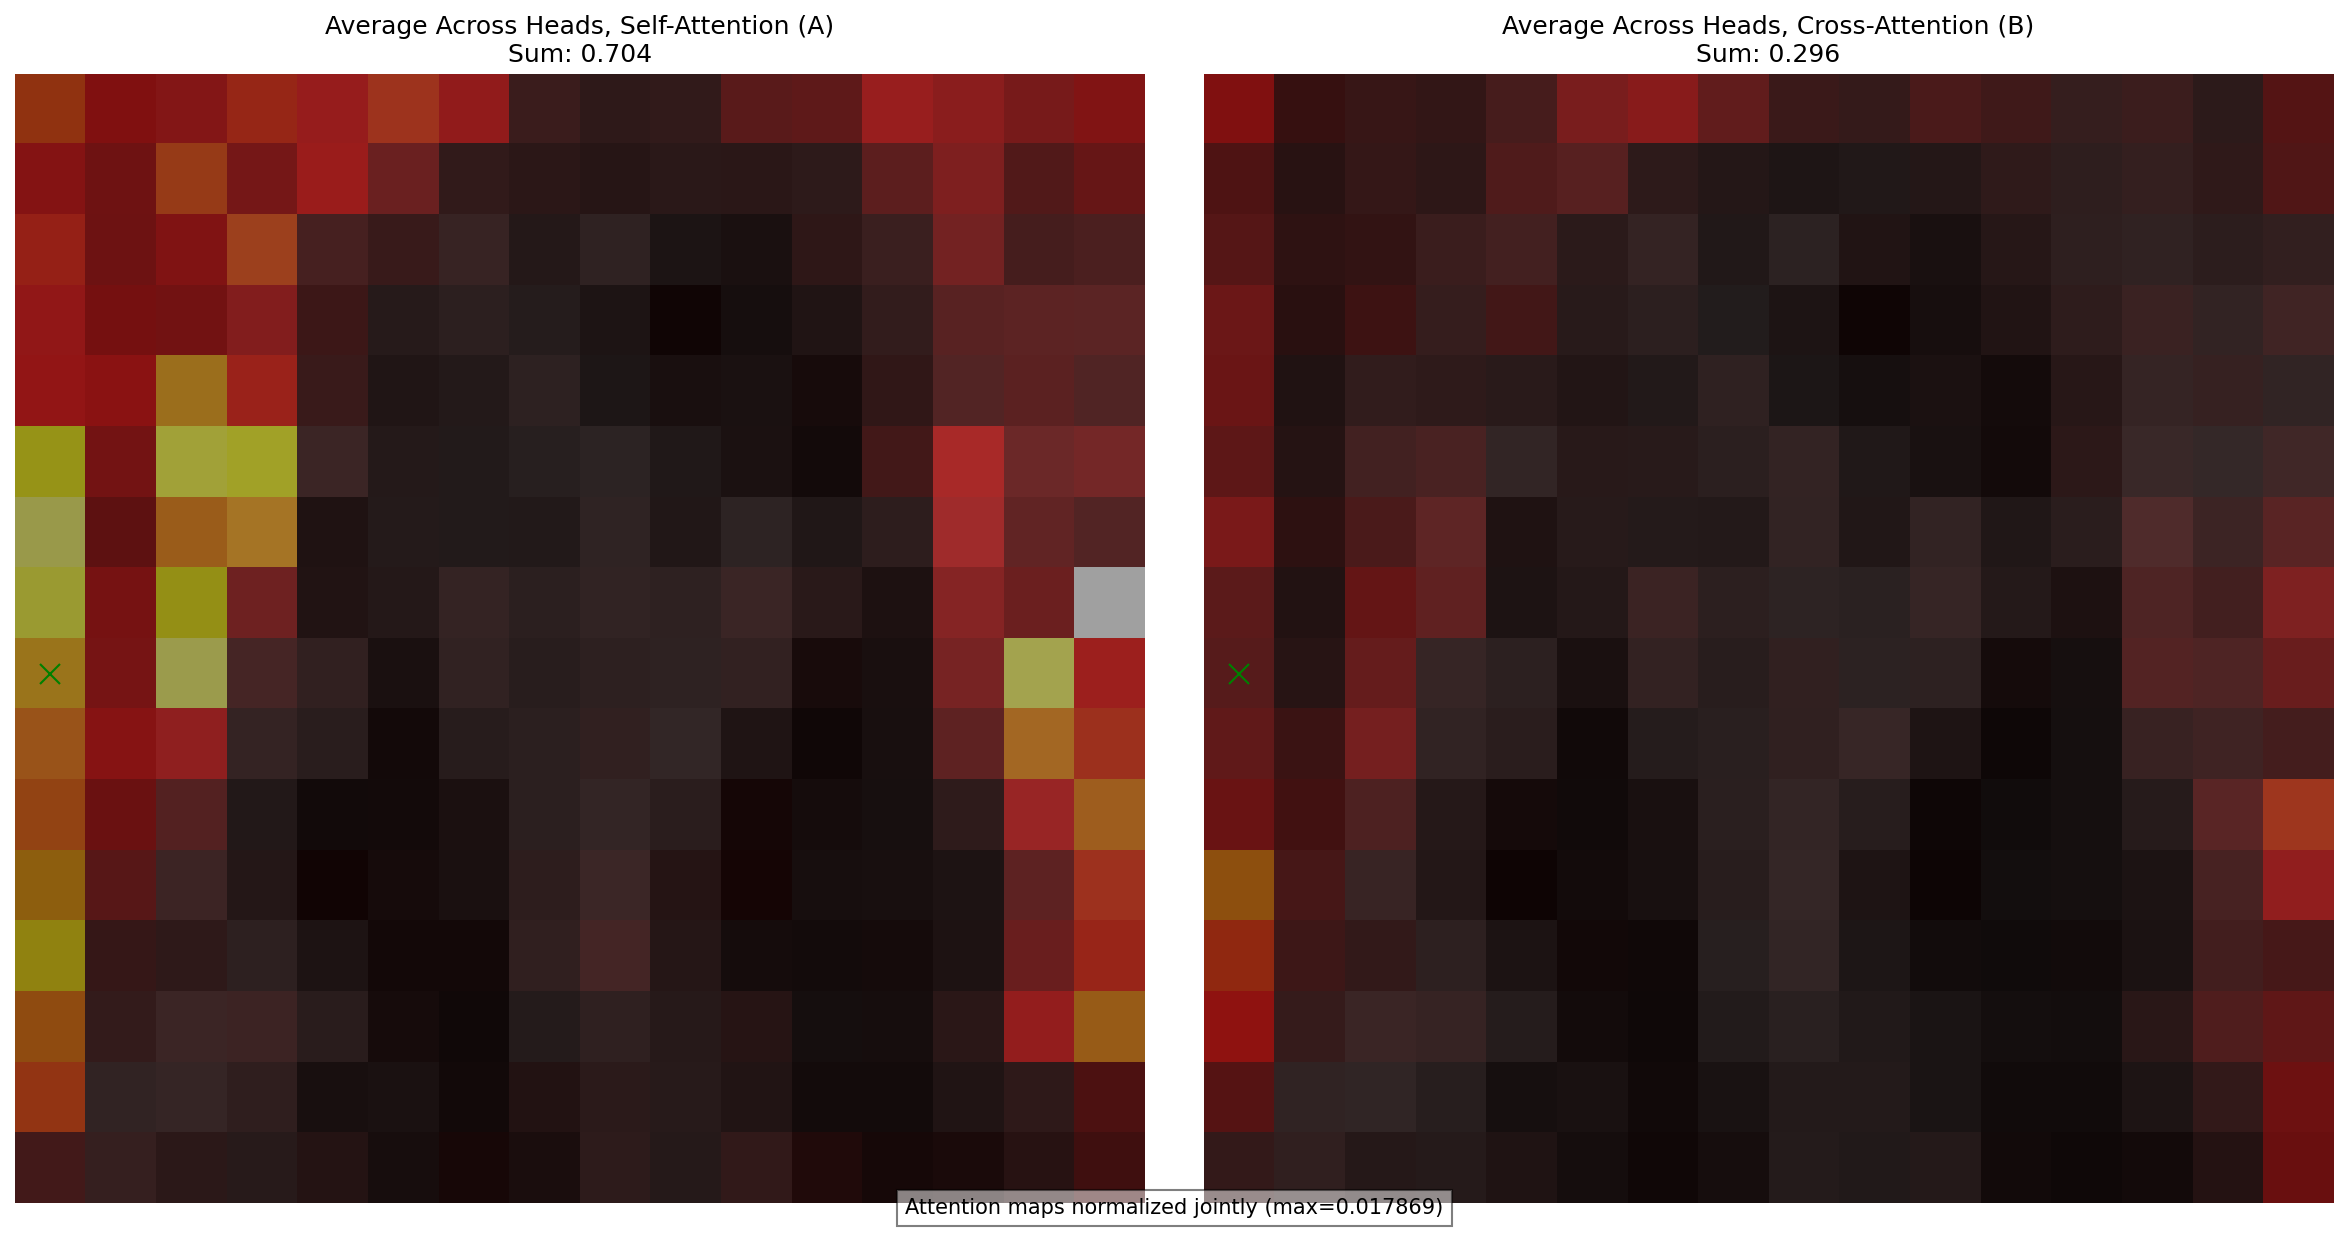 Average Across Heads, Self-Attention (A)
Sum: 0.704
Average Across Heads, Cross-Attention (B)
Sum: 0.296
Attention maps normalized jointly (max=0.017869)